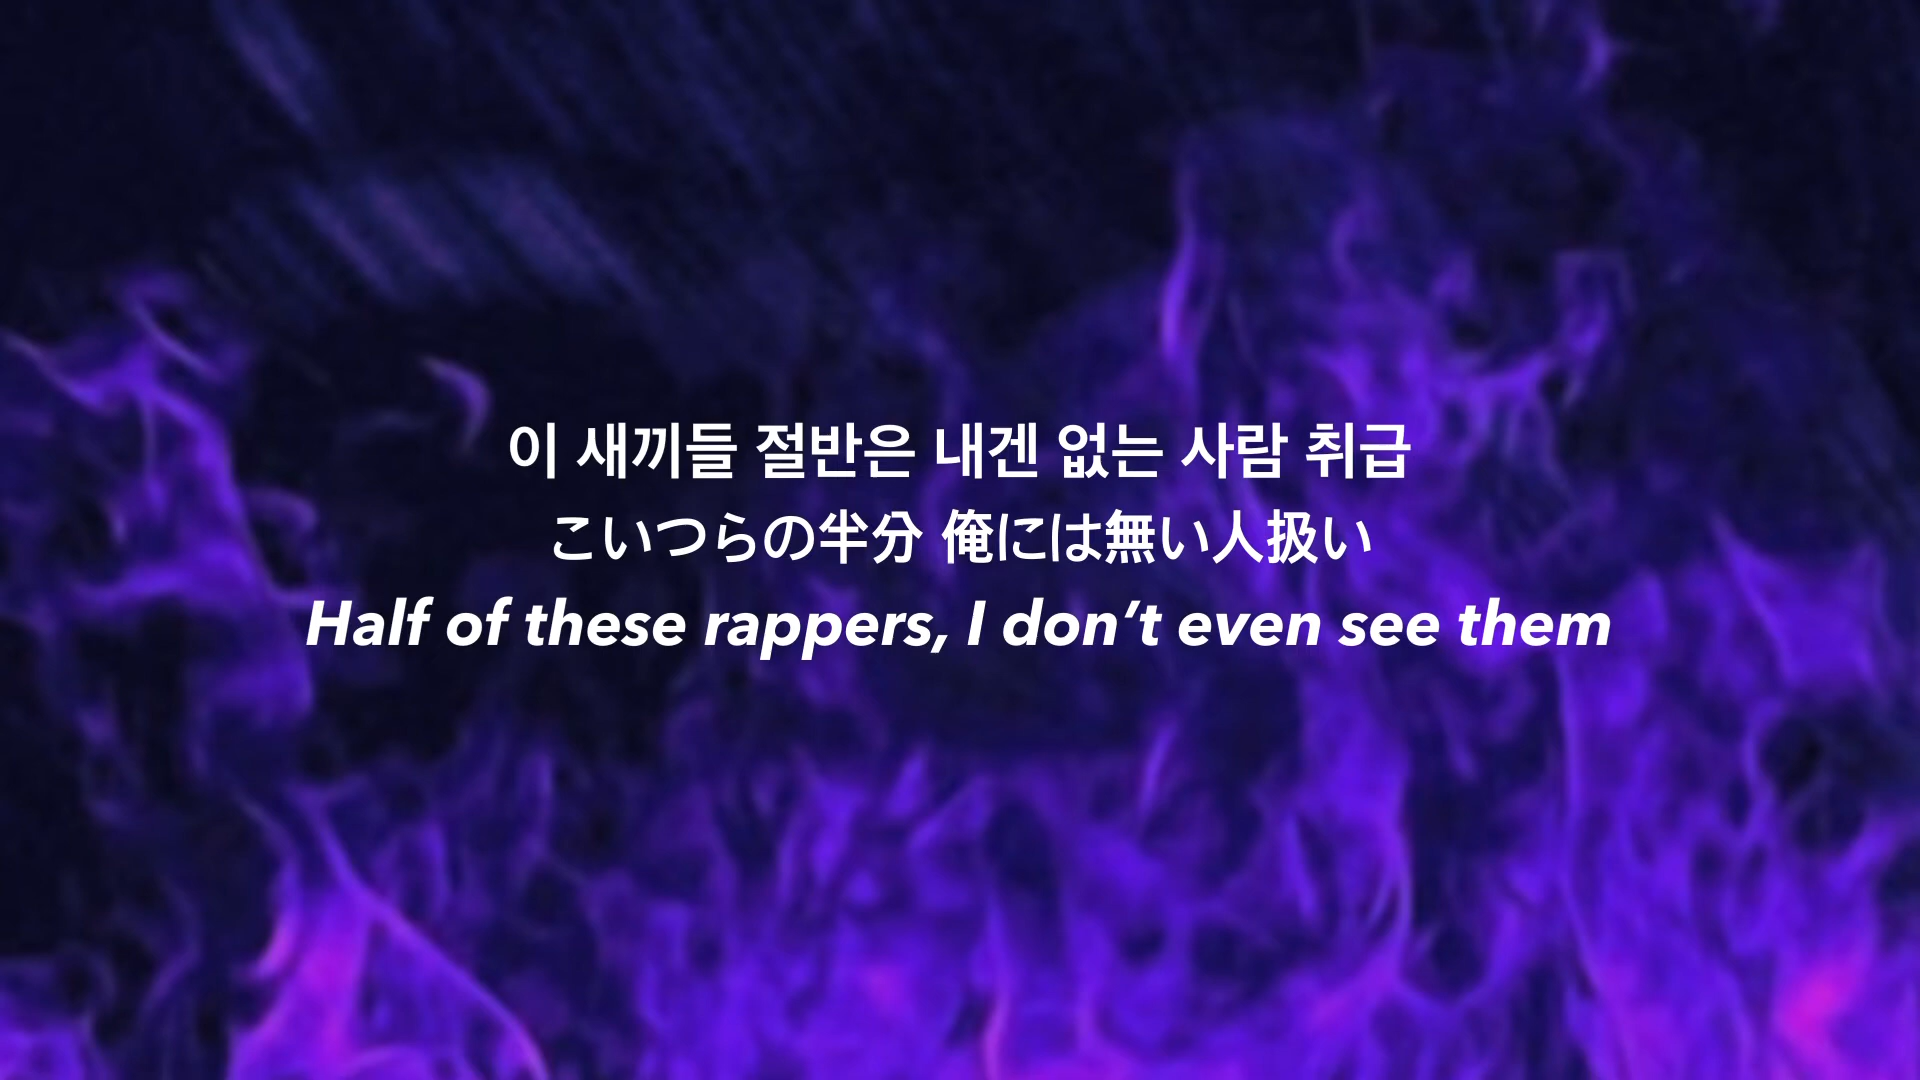 이 새끼들 절반은 내겐 없는 사람 취급
こいつらの半分 俺には無い人扱い
Half of these rappers, I don‘t even see them